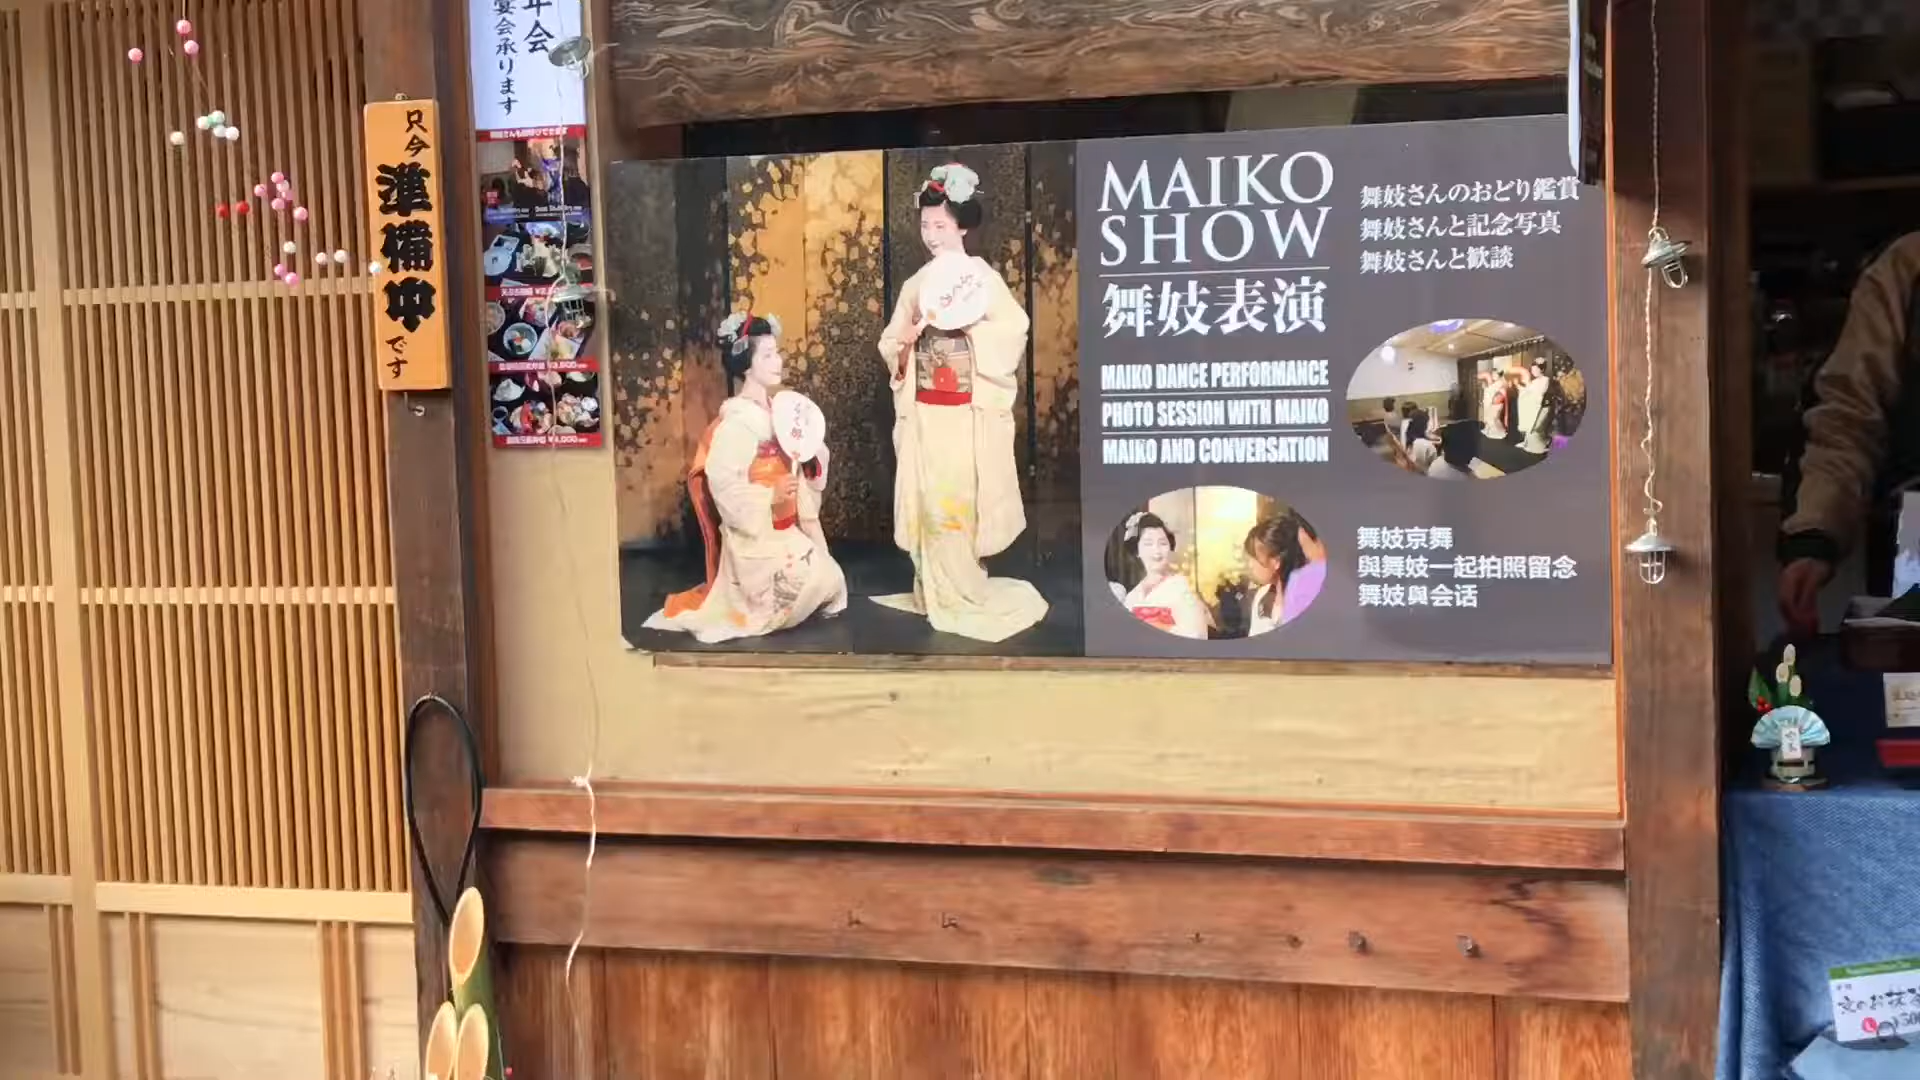 年会
宴会承ります
只今
準備中
です
MAIKO
SHOW
舞妓表演
MAIKO DANCE PERFORMANCE
PHOTO SESSION WITH MAIKO
MAIKO AND CONVERSATION
舞妓さんのおどり鑑賞
舞妓さんと記念写真
舞妓さんと歓談
舞妓京舞
與舞妓一起拍照留念
舞妓與会话